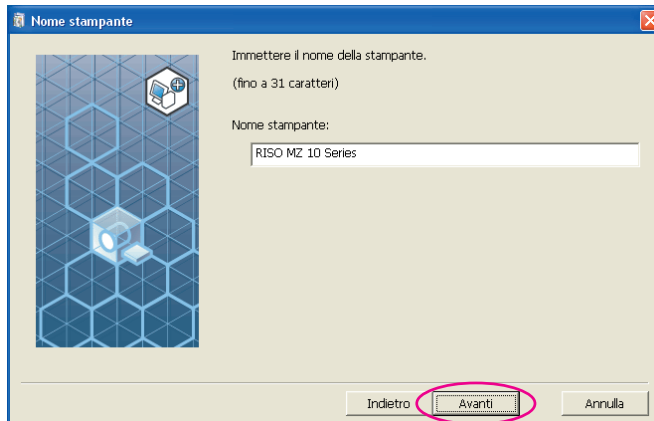 Nome stampante
Immettere il nome della stampante.
(fino a 31 caratteri)
Nome stampante:
RISO MZ 10 Series
Indietro Avanti Annulla